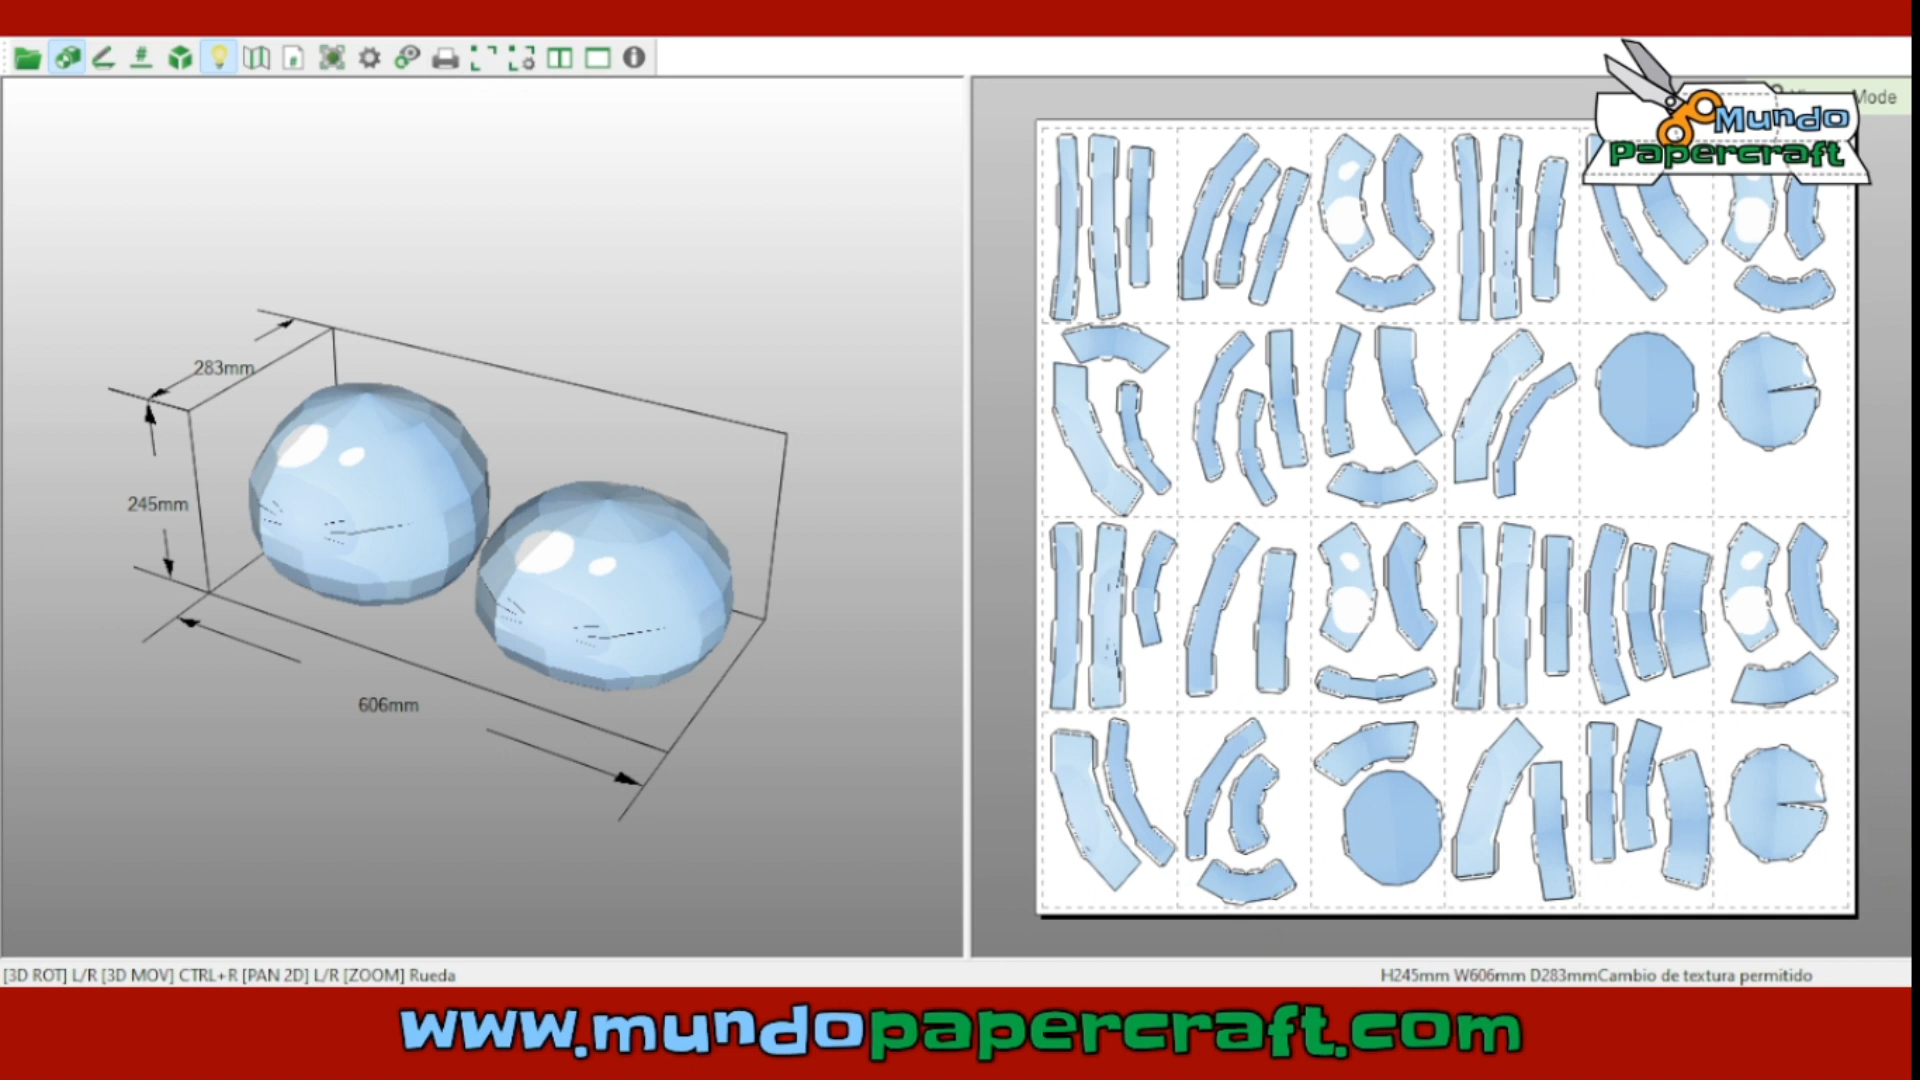 Mundo
Papercraft
Mode
283mm
245mm
606mm
[3D ROT] L/R [3D MOV] CTRL+R [PAN 2D] L/R [ZOOM] Rueda
H245mm W606mm D283mmCambio de textura permitido
www.mundopapercraft.com